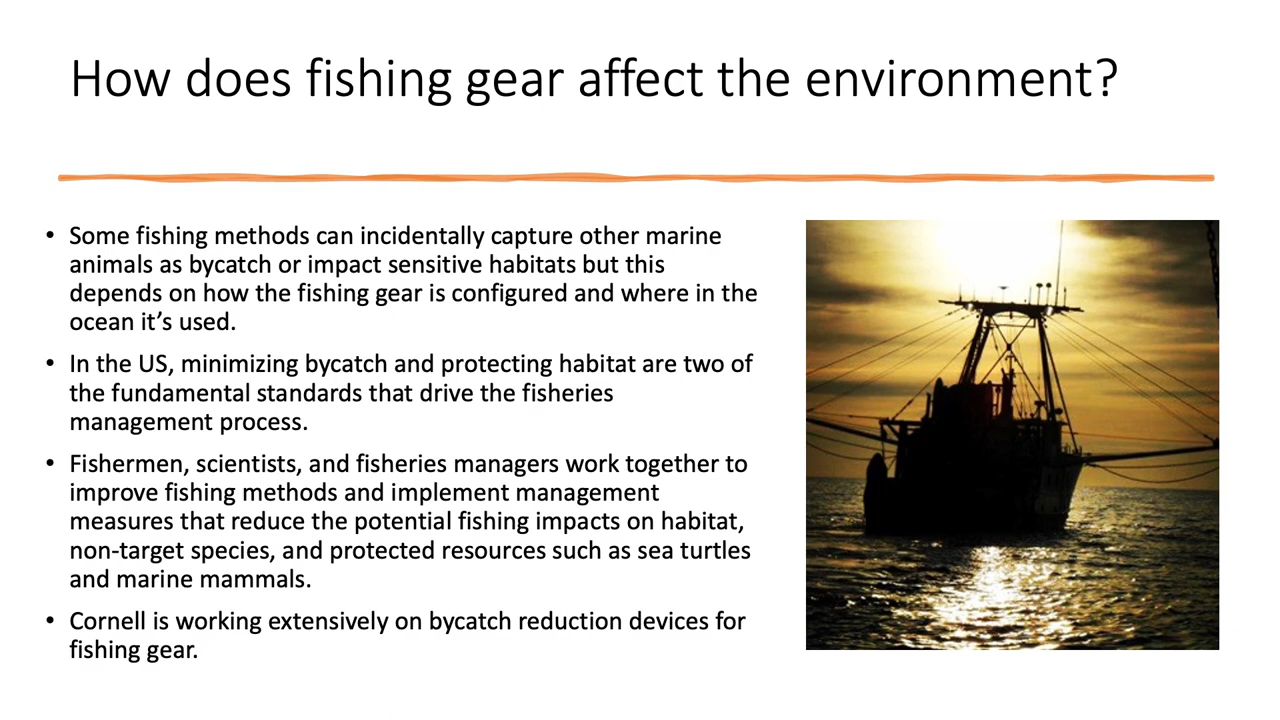 How does fishing gear affect the environment?
• Some fishing methods can incidentally capture other marine
animals as bycatch or impact sensitive habitats but this
depends on how the fishing gear is configured and where in the
ocean it’s used.
• In the US, minimizing bycatch and protecting habitat are two of
the fundamental standards that drive the fisheries
management process.
• Fishermen, scientists, and fisheries managers work together to
improve fishing methods and implement management
measures that reduce the potential fishing impacts on habitat,
non-target species, and protected resources such as sea turtles
and marine mammals.
• Cornell is working extensively on bycatch reduction devices for
fishing gear.